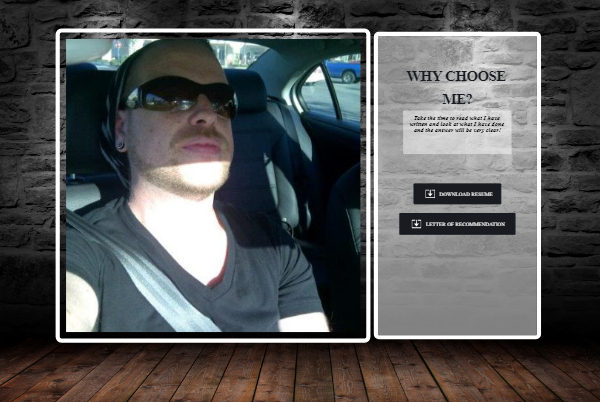 WHY CHOOSE
ME?
Take the time to read what I have
written and look at what I have done
and the answer will be very clear!
DOWNLOAD RESUME
LETTER OF RECOMMENDATION